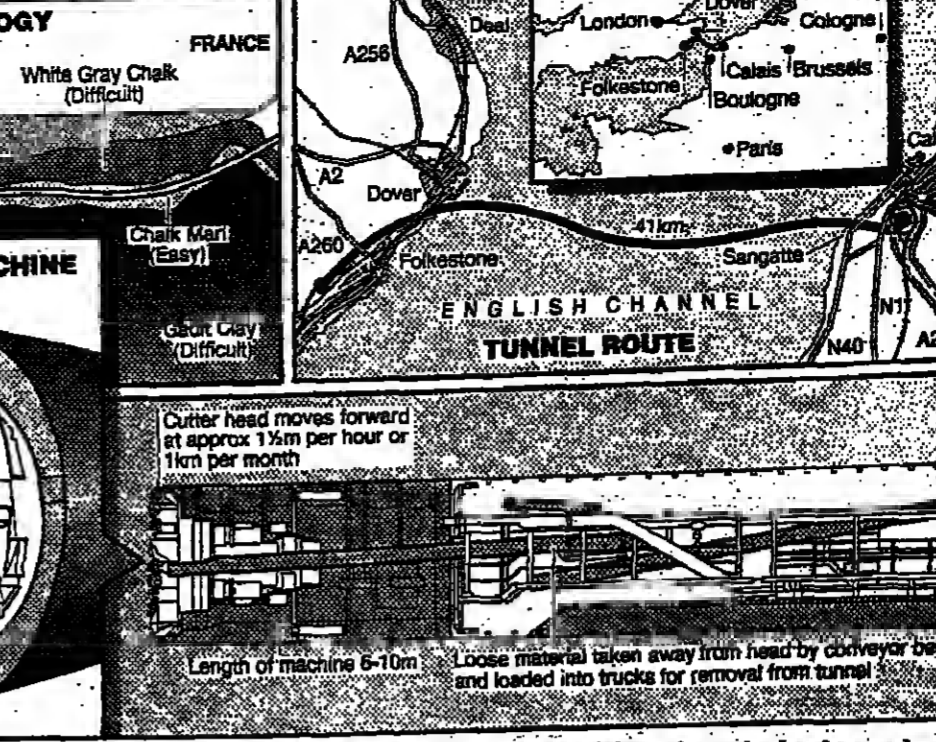 OGY
FRANCE
White Gray Chalk
(Difficult)
Chalk Marl
(Easy)
Gault Clay
(Difficult)
CHINE
A256
Deal
A2
Dover
A260
Folkestone
41km
Sangatte
ENGLISH CHANNEL
TUNNEL ROUTE
N40
N1
A2
Ca
London
Dover
Cologne
Folkestone
Calais
Brussels
Boulogne
Paris
Cutter head moves forward
at approx 1½m per hour or
1km per month
Length of machine 6-10m
Loose material taken away from head by conveyor be
and loaded into trucks for removal from tunnel